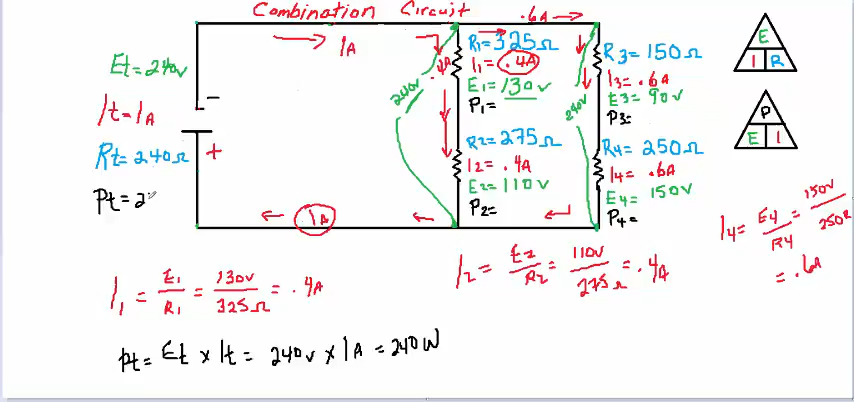 Combination Circuit
.6A →
→ 1A
Et=240v
1t=1A
Rt=240Ω
Pt=2
−
+
240v
.4A
R1=325Ω
I1=.4A
E1=130v
P1=
R2=275Ω
I2=.4A
E2=110v
P2=
240v
R3=150Ω
I3=.6A
E3=90v
P3=
R4=250Ω
I4=.6A
E4=150v
P4=
E
I R
P
E I
← 1A ←
I1 = E1/R1 = 130v/325Ω = .4A
I2 = E2/R2 = 110v/275Ω = .4A
I4= E4/R4 = 150v/250Ω
= .6A
Pt= Et x It = 240v x 1A = 240W